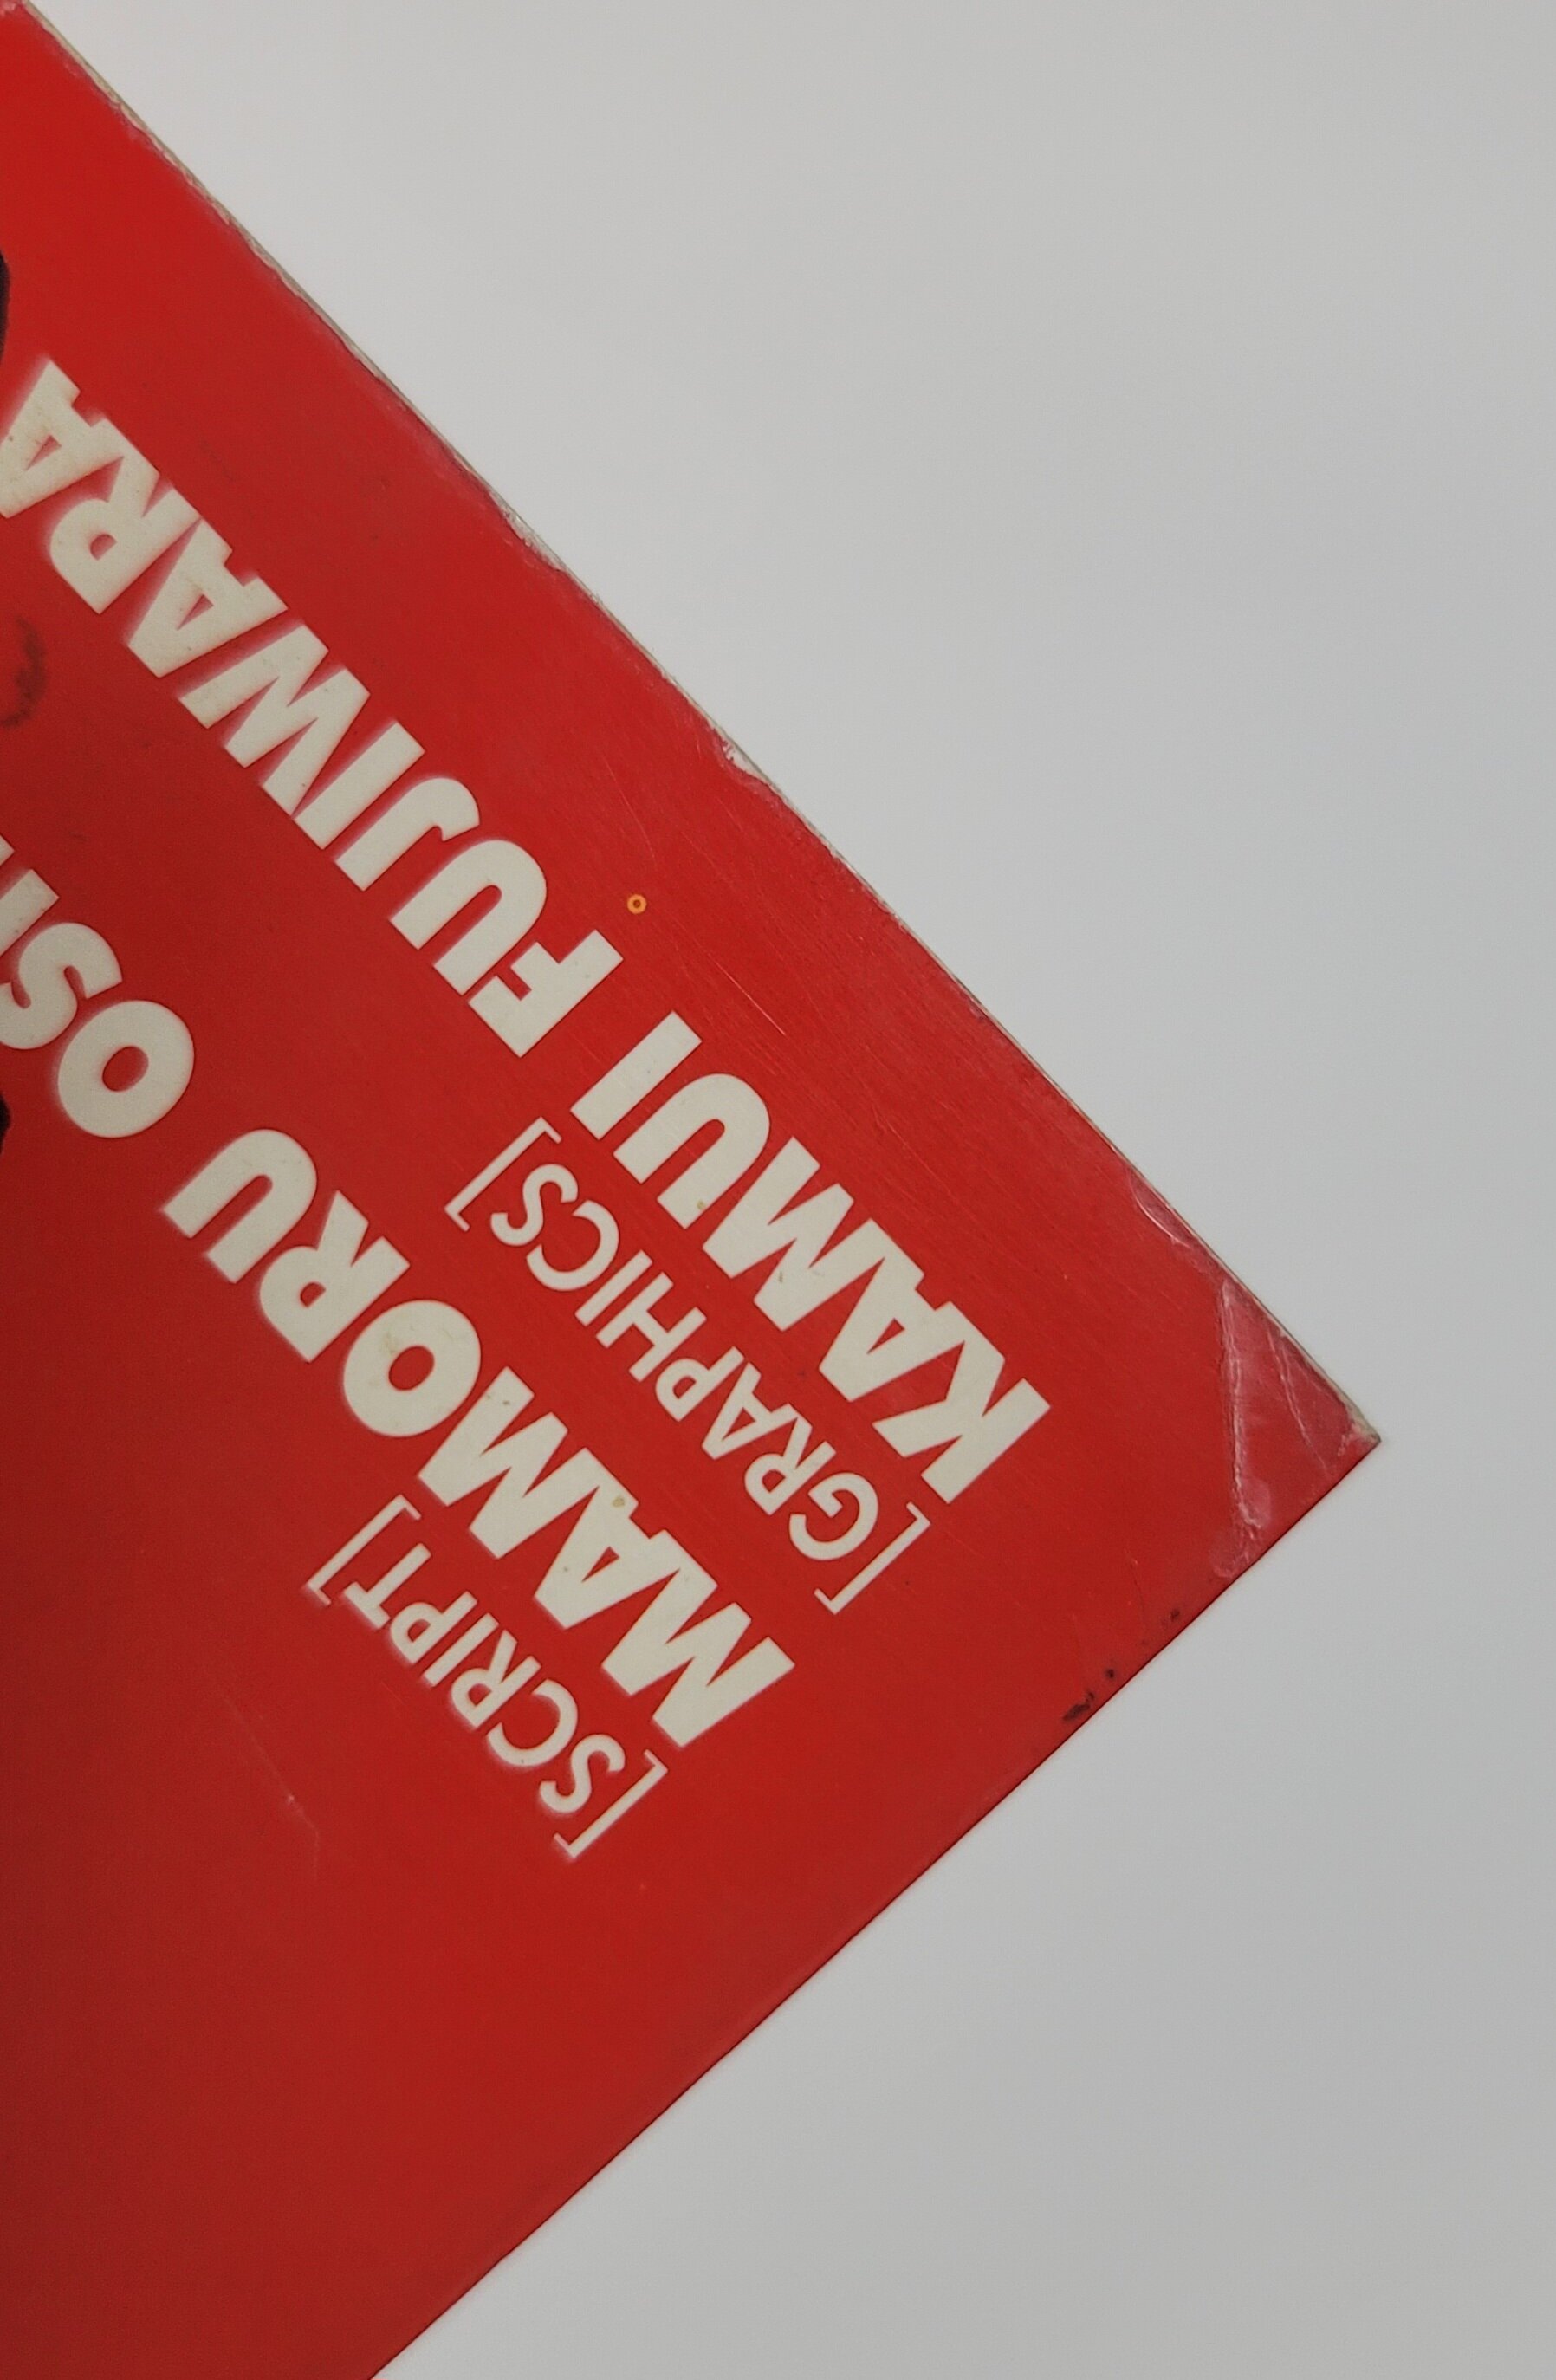 [SCRIPT]
MAMORU
[GRAPHICS]
KAMUI FUJIWARA